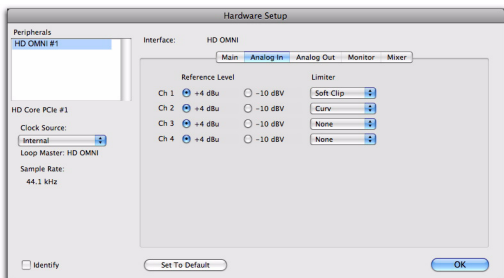 Hardware Setup
Peripherals
HD OMNI #1
Interface: HD OMNI
Main Analog In Analog Out Monitor Mixer
Reference Level Limiter
Ch 1 +4 dBu -10 dBV Soft Clip
Ch 2 +4 dBu -10 dBV Curv
Ch 3 +4 dBu -10 dBV None
Ch 4 +4 dBu -10 dBV None
HD Core PCIe #1
Clock Source:
Internal
Loop Master: HD OMNI
Sample Rate:
44.1 kHz
Identify
Set To Default
OK